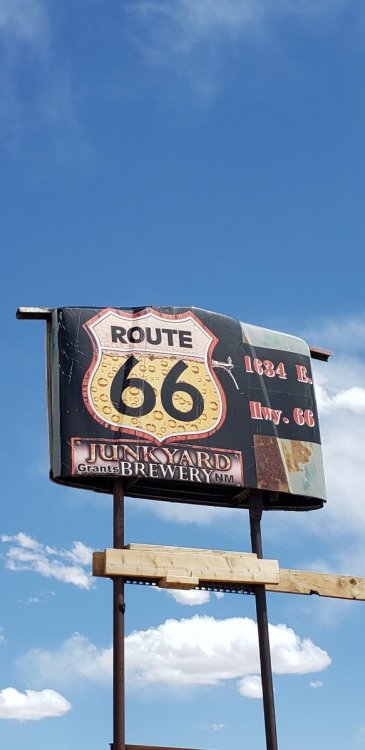 ROUTE
66
JUNKYARD
Grants BREWERY NM
1634 E.
Hwy. 66